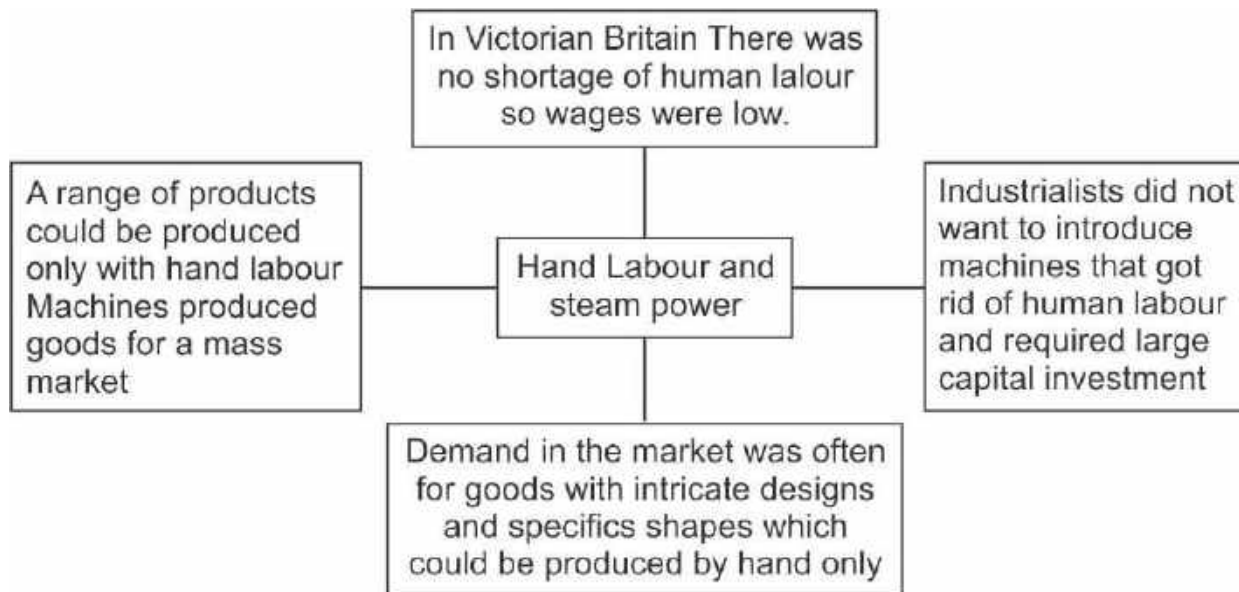 In Victorian Britain There was
no shortage of human lalour
so wages were low.
A range of products
could be produced
only with hand labour
Machines produced
goods for a mass
market
Hand Labour and
steam power
Industrialists did not
want to introduce
machines that got
rid of human labour
and required large
capital investment
Demand in the market was often
for goods with intricate designs
and specifics shapes which
could be produced by hand only